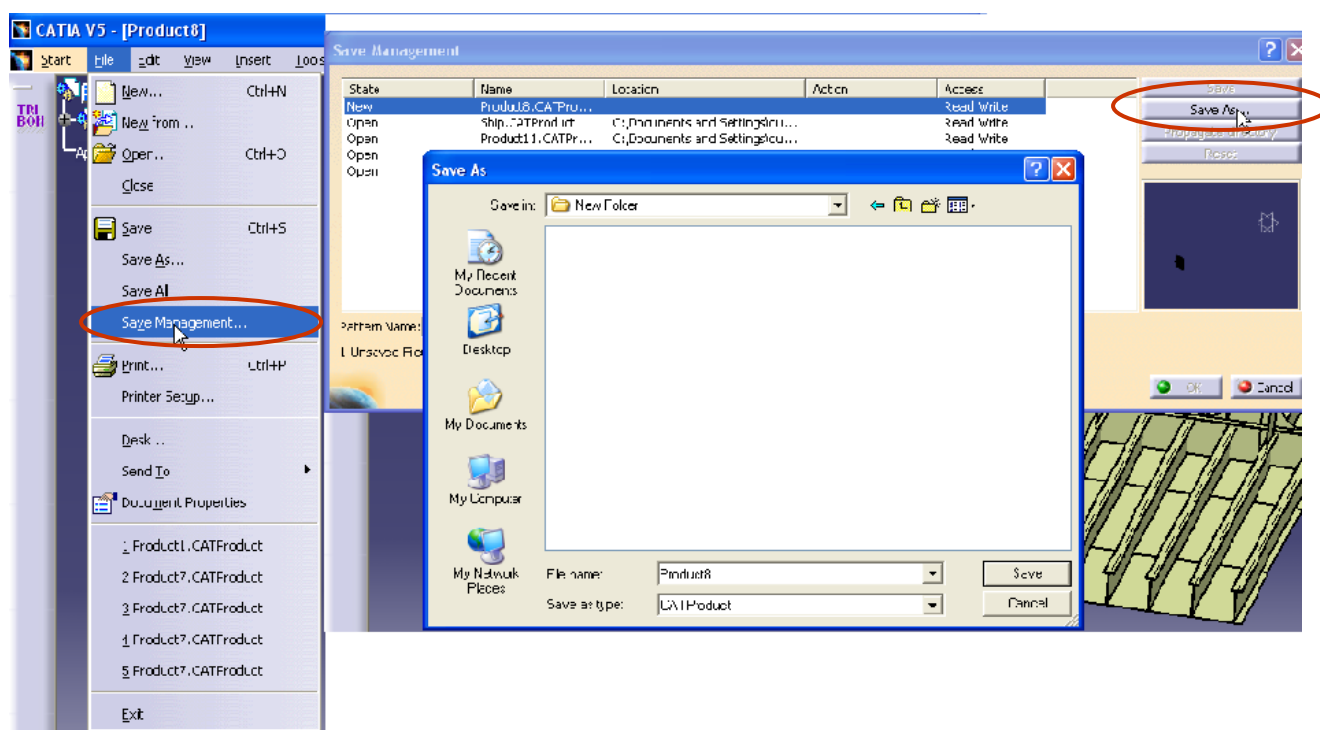 CATIA V5 - [Product8]
Start File Edit View Insert Tools
TRI
BON
New... Ctrl+N
New from ..
Open.. Ctrl+O
Close
Save Ctrl+S
Save As...
Save All
Save Management...
Print... Ctrl+P
Printer Setup...
Desk ..
Send To
Document Properties
1 Product1.CATProduct
2 Product7.CATProduct
3 Product7.CATProduct
4 Product7.CATProduct
5 Product7.CATProduct
Exit
Save Management
State Name Location Action Access
New Product8.CATPro... Read Write
Open Ship.CATProduct C:\Documents and Settings\cu... Read Write
Open Product11.CATPr... C:\Documents and Settings\cu... Read Write
Open
Open
Save
Save As...
Propagate directory
Reset
Pattern Name:
OK Cancel
Save As
Save in: New Folder
My Recent
Documents
Desktop
My Documents
My Computer
My Network
Places
File name: Product8 Save
Save as type: CATProduct Cancel